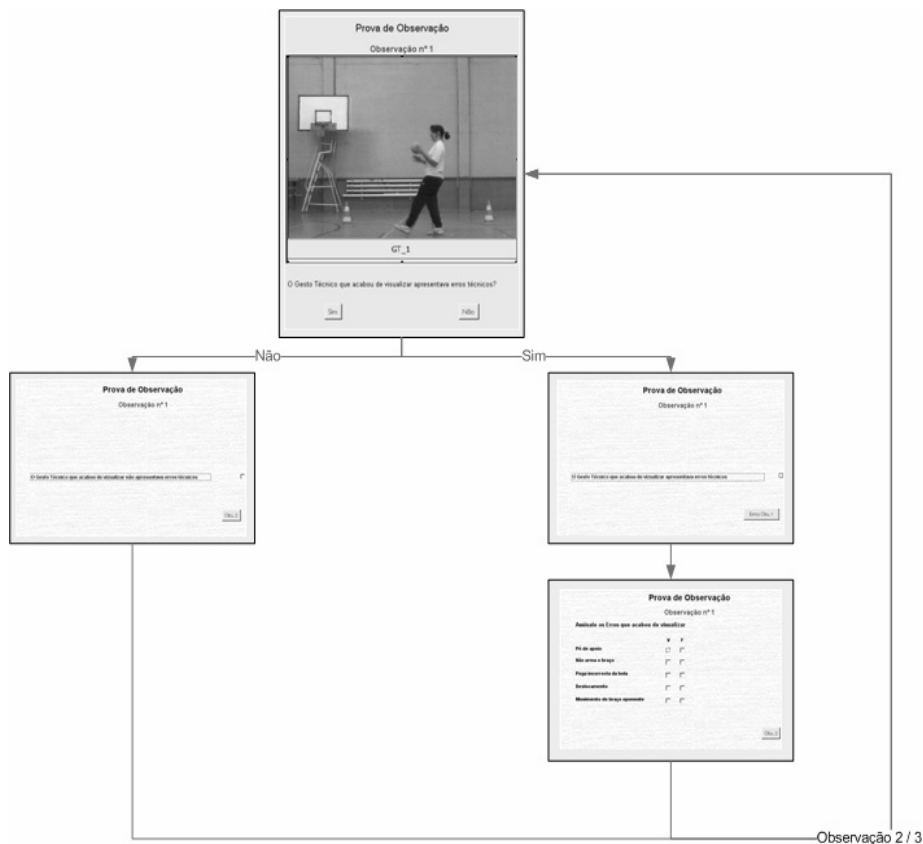 Prova de Observação
Observação nº 1
GT_1
O Gesto Técnico que acabou de visualizar apresentava erros técnicos?
Sim
Não
Não
Sim
Prova de Observação
Observação nº 1
O Gesto Técnico que acabou de visualizar não apresentava erros técnicos
Prova de Observação
Observação nº 1
O Gesto Técnico que acabou de visualizar apresentava erros técnicos
Prova de Observação
Observação nº 1
Assinale os Erros que acabou de visualizar
V F
Pé de apoio
Não arma o braço
Pega incorrecta da bola
Deslocamento
Movimento do braço oponente
Observação 2 / 3